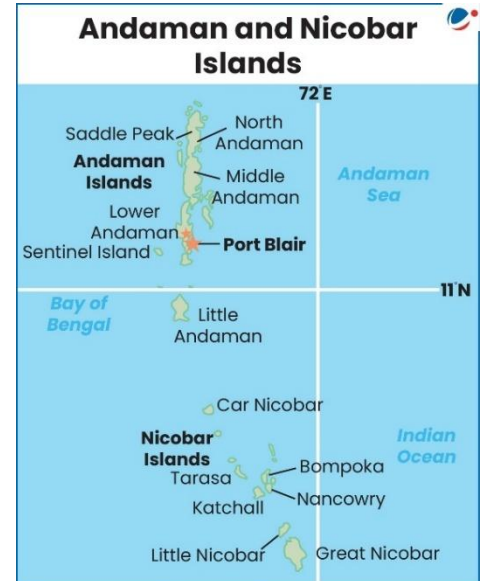 Andaman and Nicobar
Islands
72°E
Saddle Peak
North
Andaman
Andaman
Islands
Middle
Andaman
Andaman
Sea
Lower
Andaman
Sentinel Island
Port Blair
11°N
Bay of
Bengal
Little
Andaman
Car Nicobar
Nicobar
Islands
Indian
Ocean
Bompoka
Tarasa
Nancowry
Katchall
Little Nicobar
Great Nicobar